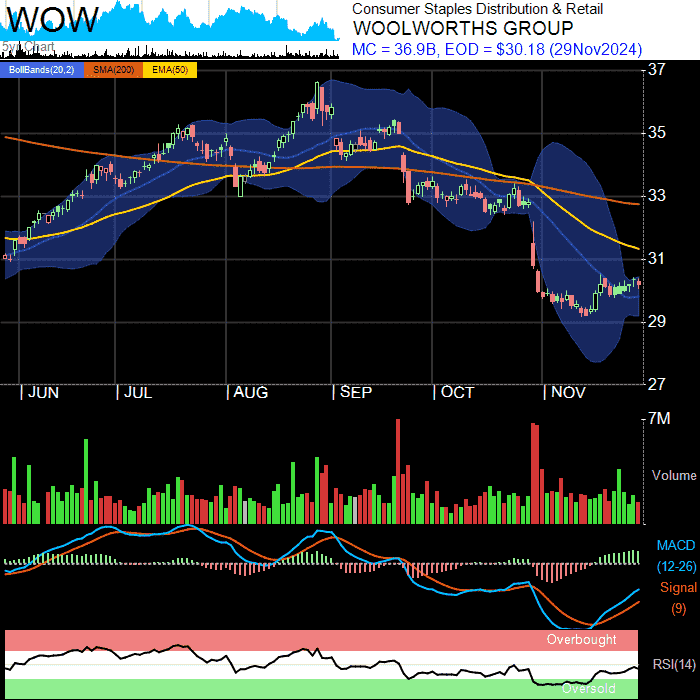 WOW
5yr Chart
Consumer Staples Distribution & Retail
WOOLWORTHS GROUP
MC = 36.9B, EOD = $30.18 (29Nov2024)
BollBands(20,2) SMA(200) EMA(50)
37
35
33
31
29
27
JUN JUL AUG SEP OCT NOV
7M
Volume
MACD
(12-26)
Signal
(9)
Overbought
RSI(14)
Oversold